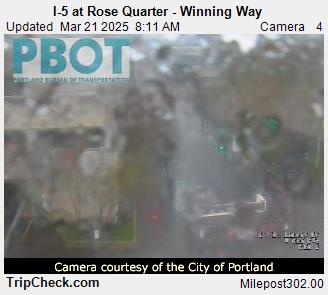 I-5 at Rose Quarter - Winning Way
Updated Mar 21 2025 8:11 AM Camera 4
PBOT
PORTLAND BUREAU OF TRANSPORTATION
Camera courtesy of the City of Portland
TripCheck.com Milepost302.00